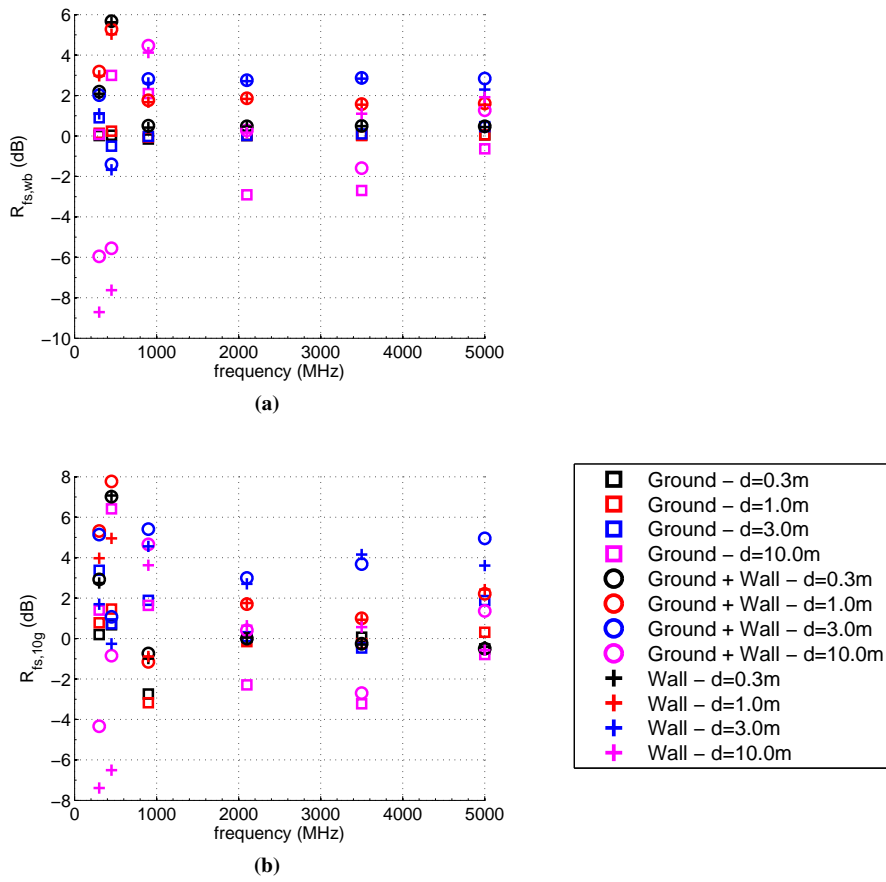 6
4
2
0
−2
−4
−6
−8
−10
R_fs,wb (dB)
0 1000 2000 3000 4000 5000
frequency (MHz)
(a)
8
6
4
2
0
−2
−4
−6
−8
R_fs,10g (dB)
0 1000 2000 3000 4000 5000
frequency (MHz)
(b)
Ground − d=0.3m
Ground − d=1.0m
Ground − d=3.0m
Ground − d=10.0m
Ground + Wall − d=0.3m
Ground + Wall − d=1.0m
Ground + Wall − d=3.0m
Ground + Wall − d=10.0m
Wall − d=0.3m
Wall − d=1.0m
Wall − d=3.0m
Wall − d=10.0m